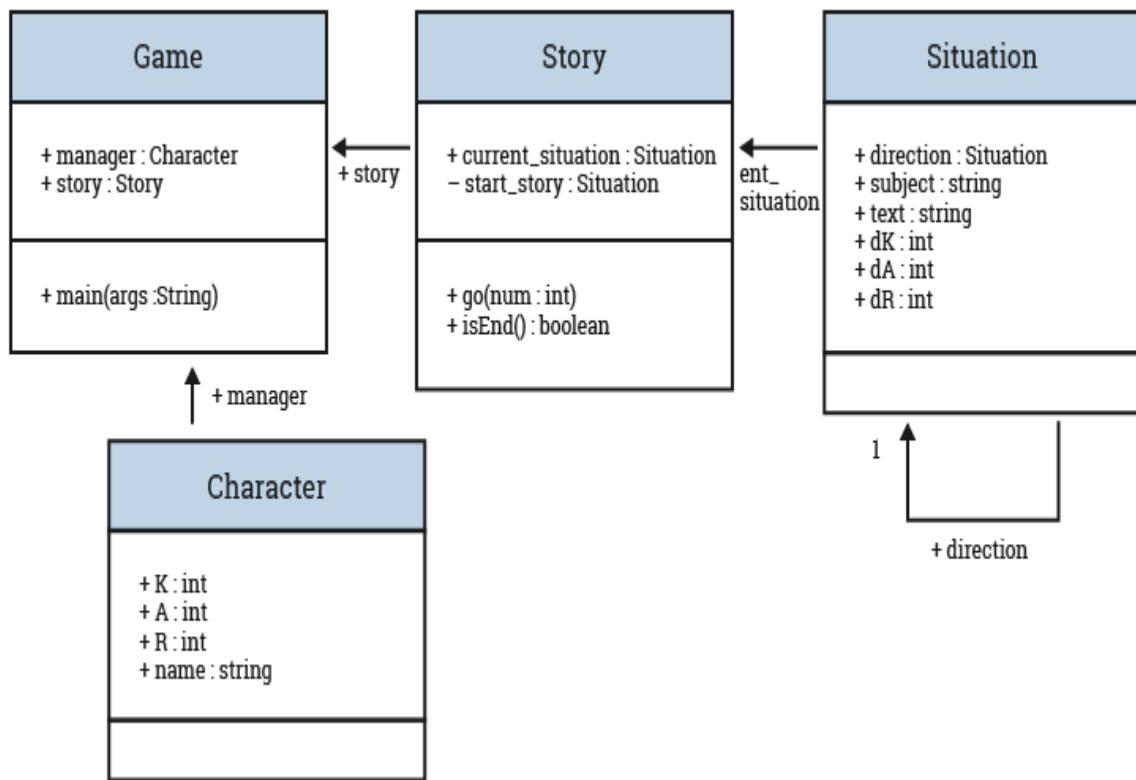 Game
+ manager : Character
+ story : Story
+ main(args :String)
+ story
Story
+ current_situation : Situation
– start_story : Situation
+ go(num : int)
+ isEnd() : boolean
ent_
situation
Situation
+ direction : Situation
+ subject : string
+ text : string
+ dK : int
+ dA : int
+ dR : int
+ manager
Character
+ K : int
+ A : int
+ R : int
+ name : string
1
+ direction